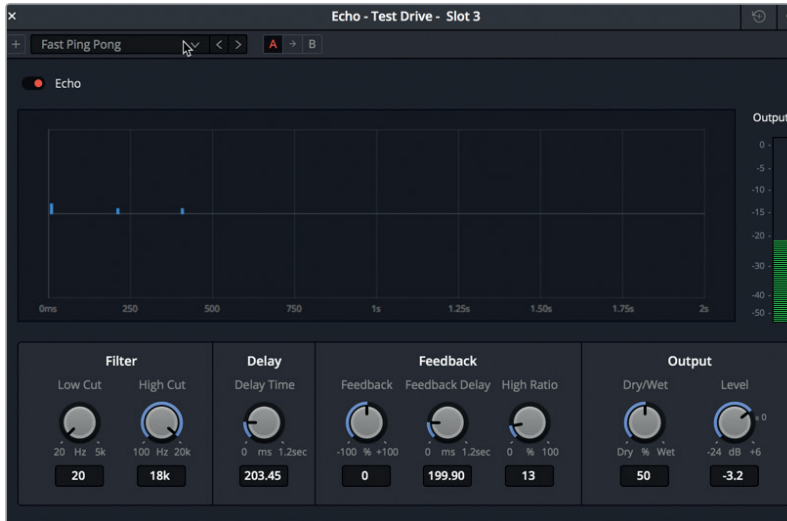 Echo - Test Drive - Slot 3
Fast Ping Pong
A B
Echo
Output
0
-5
-10
-15
-20
-30
-40
-50
0ms 250 500 750 1s 1.25s 1.50s 1.75s 2s
Filter Delay Feedback Output
Low Cut High Cut Delay Time Feedback Feedback Delay High Ratio Dry/Wet Level
0
20 Hz 5k 100 Hz 20k 0 ms 1.2sec -100 % +100 0 ms 1.2sec 0 % 100 Dry % Wet -24 dB +6
20 18k 203.45 0 199.90 13 50 -3.2